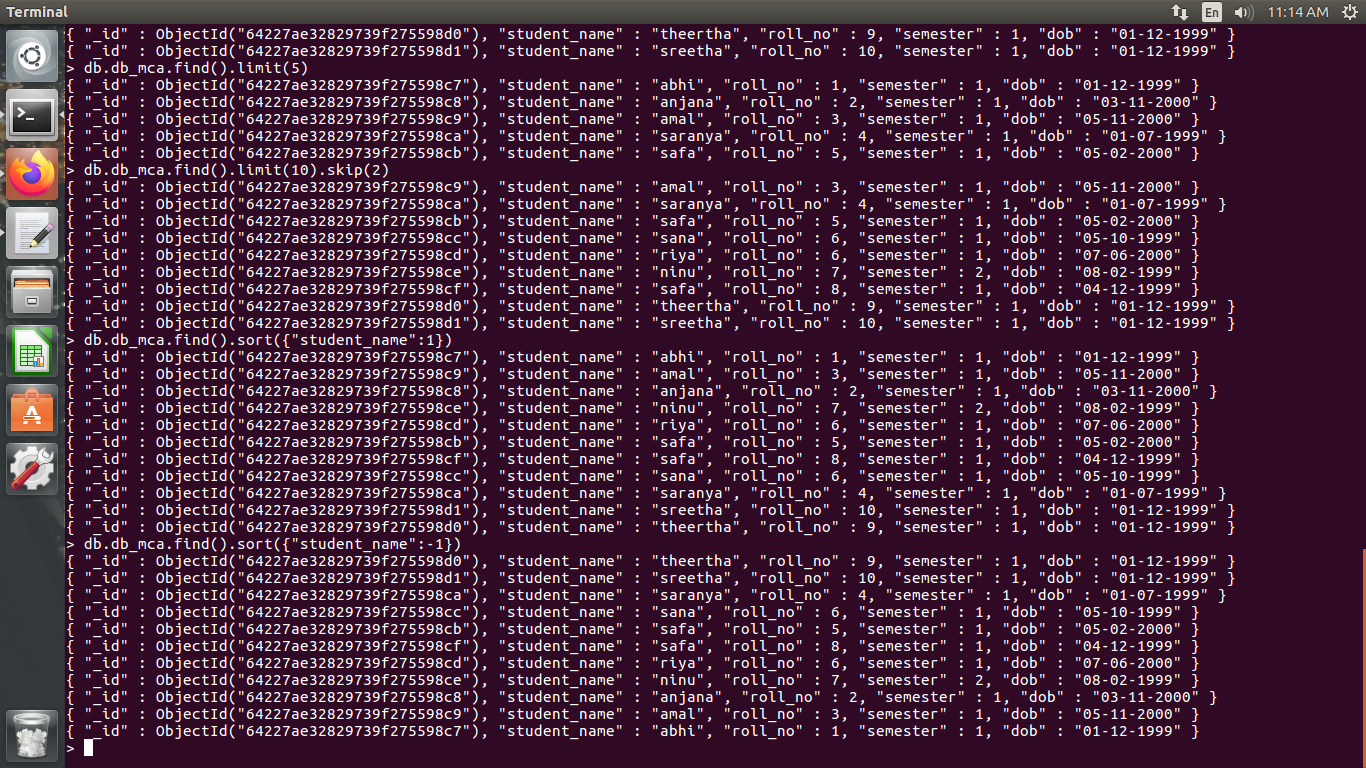 Terminal
En
11:14 AM
{ "_id" : ObjectId("64227ae32829739f275598d0"), "student_name" : "theertha", "roll_no" : 9, "semester" : 1, "dob" : "01-12-1999" }
{ "_id" : ObjectId("64227ae32829739f275598d1"), "student_name" : "sreetha", "roll_no" : 10, "semester" : 1, "dob" : "01-12-1999" }
> db.db_mca.find().limit(5)
{ "_id" : ObjectId("64227ae32829739f275598c7"), "student_name" : "abhi", "roll_no" : 1, "semester" : 1, "dob" : "01-12-1999" }
{ "_id" : ObjectId("64227ae32829739f275598c8"), "student_name" : "anjana", "roll_no" : 2, "semester" : 1, "dob" : "03-11-2000" }
{ "_id" : ObjectId("64227ae32829739f275598c9"), "student_name" : "amal", "roll_no" : 3, "semester" : 1, "dob" : "05-11-2000" }
{ "_id" : ObjectId("64227ae32829739f275598ca"), "student_name" : "saranya", "roll_no" : 4, "semester" : 1, "dob" : "01-07-1999" }
{ "_id" : ObjectId("64227ae32829739f275598cb"), "student_name" : "safa", "roll_no" : 5, "semester" : 1, "dob" : "05-02-2000" }
> db.db_mca.find().limit(10).skip(2)
{ "_id" : ObjectId("64227ae32829739f275598c9"), "student_name" : "amal", "roll_no" : 3, "semester" : 1, "dob" : "05-11-2000" }
{ "_id" : ObjectId("64227ae32829739f275598ca"), "student_name" : "saranya", "roll_no" : 4, "semester" : 1, "dob" : "01-07-1999" }
{ "_id" : ObjectId("64227ae32829739f275598cb"), "student_name" : "safa", "roll_no" : 5, "semester" : 1, "dob" : "05-02-2000" }
{ "_id" : ObjectId("64227ae32829739f275598cc"), "student_name" : "sana", "roll_no" : 6, "semester" : 1, "dob" : "05-10-1999" }
{ "_id" : ObjectId("64227ae32829739f275598cd"), "student_name" : "riya", "roll_no" : 6, "semester" : 1, "dob" : "07-06-2000" }
{ "_id" : ObjectId("64227ae32829739f275598ce"), "student_name" : "ninu", "roll_no" : 7, "semester" : 2, "dob" : "08-02-1999" }
{ "_id" : ObjectId("64227ae32829739f275598cf"), "student_name" : "safa", "roll_no" : 8, "semester" : 1, "dob" : "04-12-1999" }
{ "_id" : ObjectId("64227ae32829739f275598d0"), "student_name" : "theertha", "roll_no" : 9, "semester" : 1, "dob" : "01-12-1999" }
{ "_id" : ObjectId("64227ae32829739f275598d1"), "student_name" : "sreetha", "roll_no" : 10, "semester" : 1, "dob" : "01-12-1999" }
> db.db_mca.find().sort({"student_name":1})
{ "_id" : ObjectId("64227ae32829739f275598c7"), "student_name" : "abhi", "roll_no" : 1, "semester" : 1, "dob" : "01-12-1999" }
{ "_id" : ObjectId("64227ae32829739f275598c9"), "student_name" : "amal", "roll_no" : 3, "semester" : 1, "dob" : "05-11-2000" }
{ "_id" : ObjectId("64227ae32829739f275598c8"), "student_name" : "anjana", "roll_no" : 2, "semester" : 1, "dob" : "03-11-2000" }
{ "_id" : ObjectId("64227ae32829739f275598ce"), "student_name" : "ninu", "roll_no" : 7, "semester" : 2, "dob" : "08-02-1999" }
{ "_id" : ObjectId("64227ae32829739f275598cd"), "student_name" : "riya", "roll_no" : 6, "semester" : 1, "dob" : "07-06-2000" }
{ "_id" : ObjectId("64227ae32829739f275598cb"), "student_name" : "safa", "roll_no" : 5, "semester" : 1, "dob" : "05-02-2000" }
{ "_id" : ObjectId("64227ae32829739f275598cf"), "student_name" : "safa", "roll_no" : 8, "semester" : 1, "dob" : "04-12-1999" }
{ "_id" : ObjectId("64227ae32829739f275598cc"), "student_name" : "sana", "roll_no" : 6, "semester" : 1, "dob" : "05-10-1999" }
{ "_id" : ObjectId("64227ae32829739f275598ca"), "student_name" : "saranya", "roll_no" : 4, "semester" : 1, "dob" : "01-07-1999" }
{ "_id" : ObjectId("64227ae32829739f275598d1"), "student_name" : "sreetha", "roll_no" : 10, "semester" : 1, "dob" : "01-12-1999" }
{ "_id" : ObjectId("64227ae32829739f275598d0"), "student_name" : "theertha", "roll_no" : 9, "semester" : 1, "dob" : "01-12-1999" }
> db.db_mca.find().sort({"student_name":-1})
{ "_id" : ObjectId("64227ae32829739f275598d0"), "student_name" : "theertha", "roll_no" : 9, "semester" : 1, "dob" : "01-12-1999" }
{ "_id" : ObjectId("64227ae32829739f275598d1"), "student_name" : "sreetha", "roll_no" : 10, "semester" : 1, "dob" : "01-12-1999" }
{ "_id" : ObjectId("64227ae32829739f275598ca"), "student_name" : "saranya", "roll_no" : 4, "semester" : 1, "dob" : "01-07-1999" }
{ "_id" : ObjectId("64227ae32829739f275598cc"), "student_name" : "sana", "roll_no" : 6, "semester" : 1, "dob" : "05-10-1999" }
{ "_id" : ObjectId("64227ae32829739f275598cb"), "student_name" : "safa", "roll_no" : 5, "semester" : 1, "dob" : "05-02-2000" }
{ "_id" : ObjectId("64227ae32829739f275598cf"), "student_name" : "safa", "roll_no" : 8, "semester" : 1, "dob" : "04-12-1999" }
{ "_id" : ObjectId("64227ae32829739f275598cd"), "student_name" : "riya", "roll_no" : 6, "semester" : 1, "dob" : "07-06-2000" }
{ "_id" : ObjectId("64227ae32829739f275598ce"), "student_name" : "ninu", "roll_no" : 7, "semester" : 2, "dob" : "08-02-1999" }
{ "_id" : ObjectId("64227ae32829739f275598c8"), "student_name" : "anjana", "roll_no" : 2, "semester" : 1, "dob" : "03-11-2000" }
{ "_id" : ObjectId("64227ae32829739f275598c9"), "student_name" : "amal", "roll_no" : 3, "semester" : 1, "dob" : "05-11-2000" }
{ "_id" : ObjectId("64227ae32829739f275598c7"), "student_name" : "abhi", "roll_no" : 1, "semester" : 1, "dob" : "01-12-1999" }
>